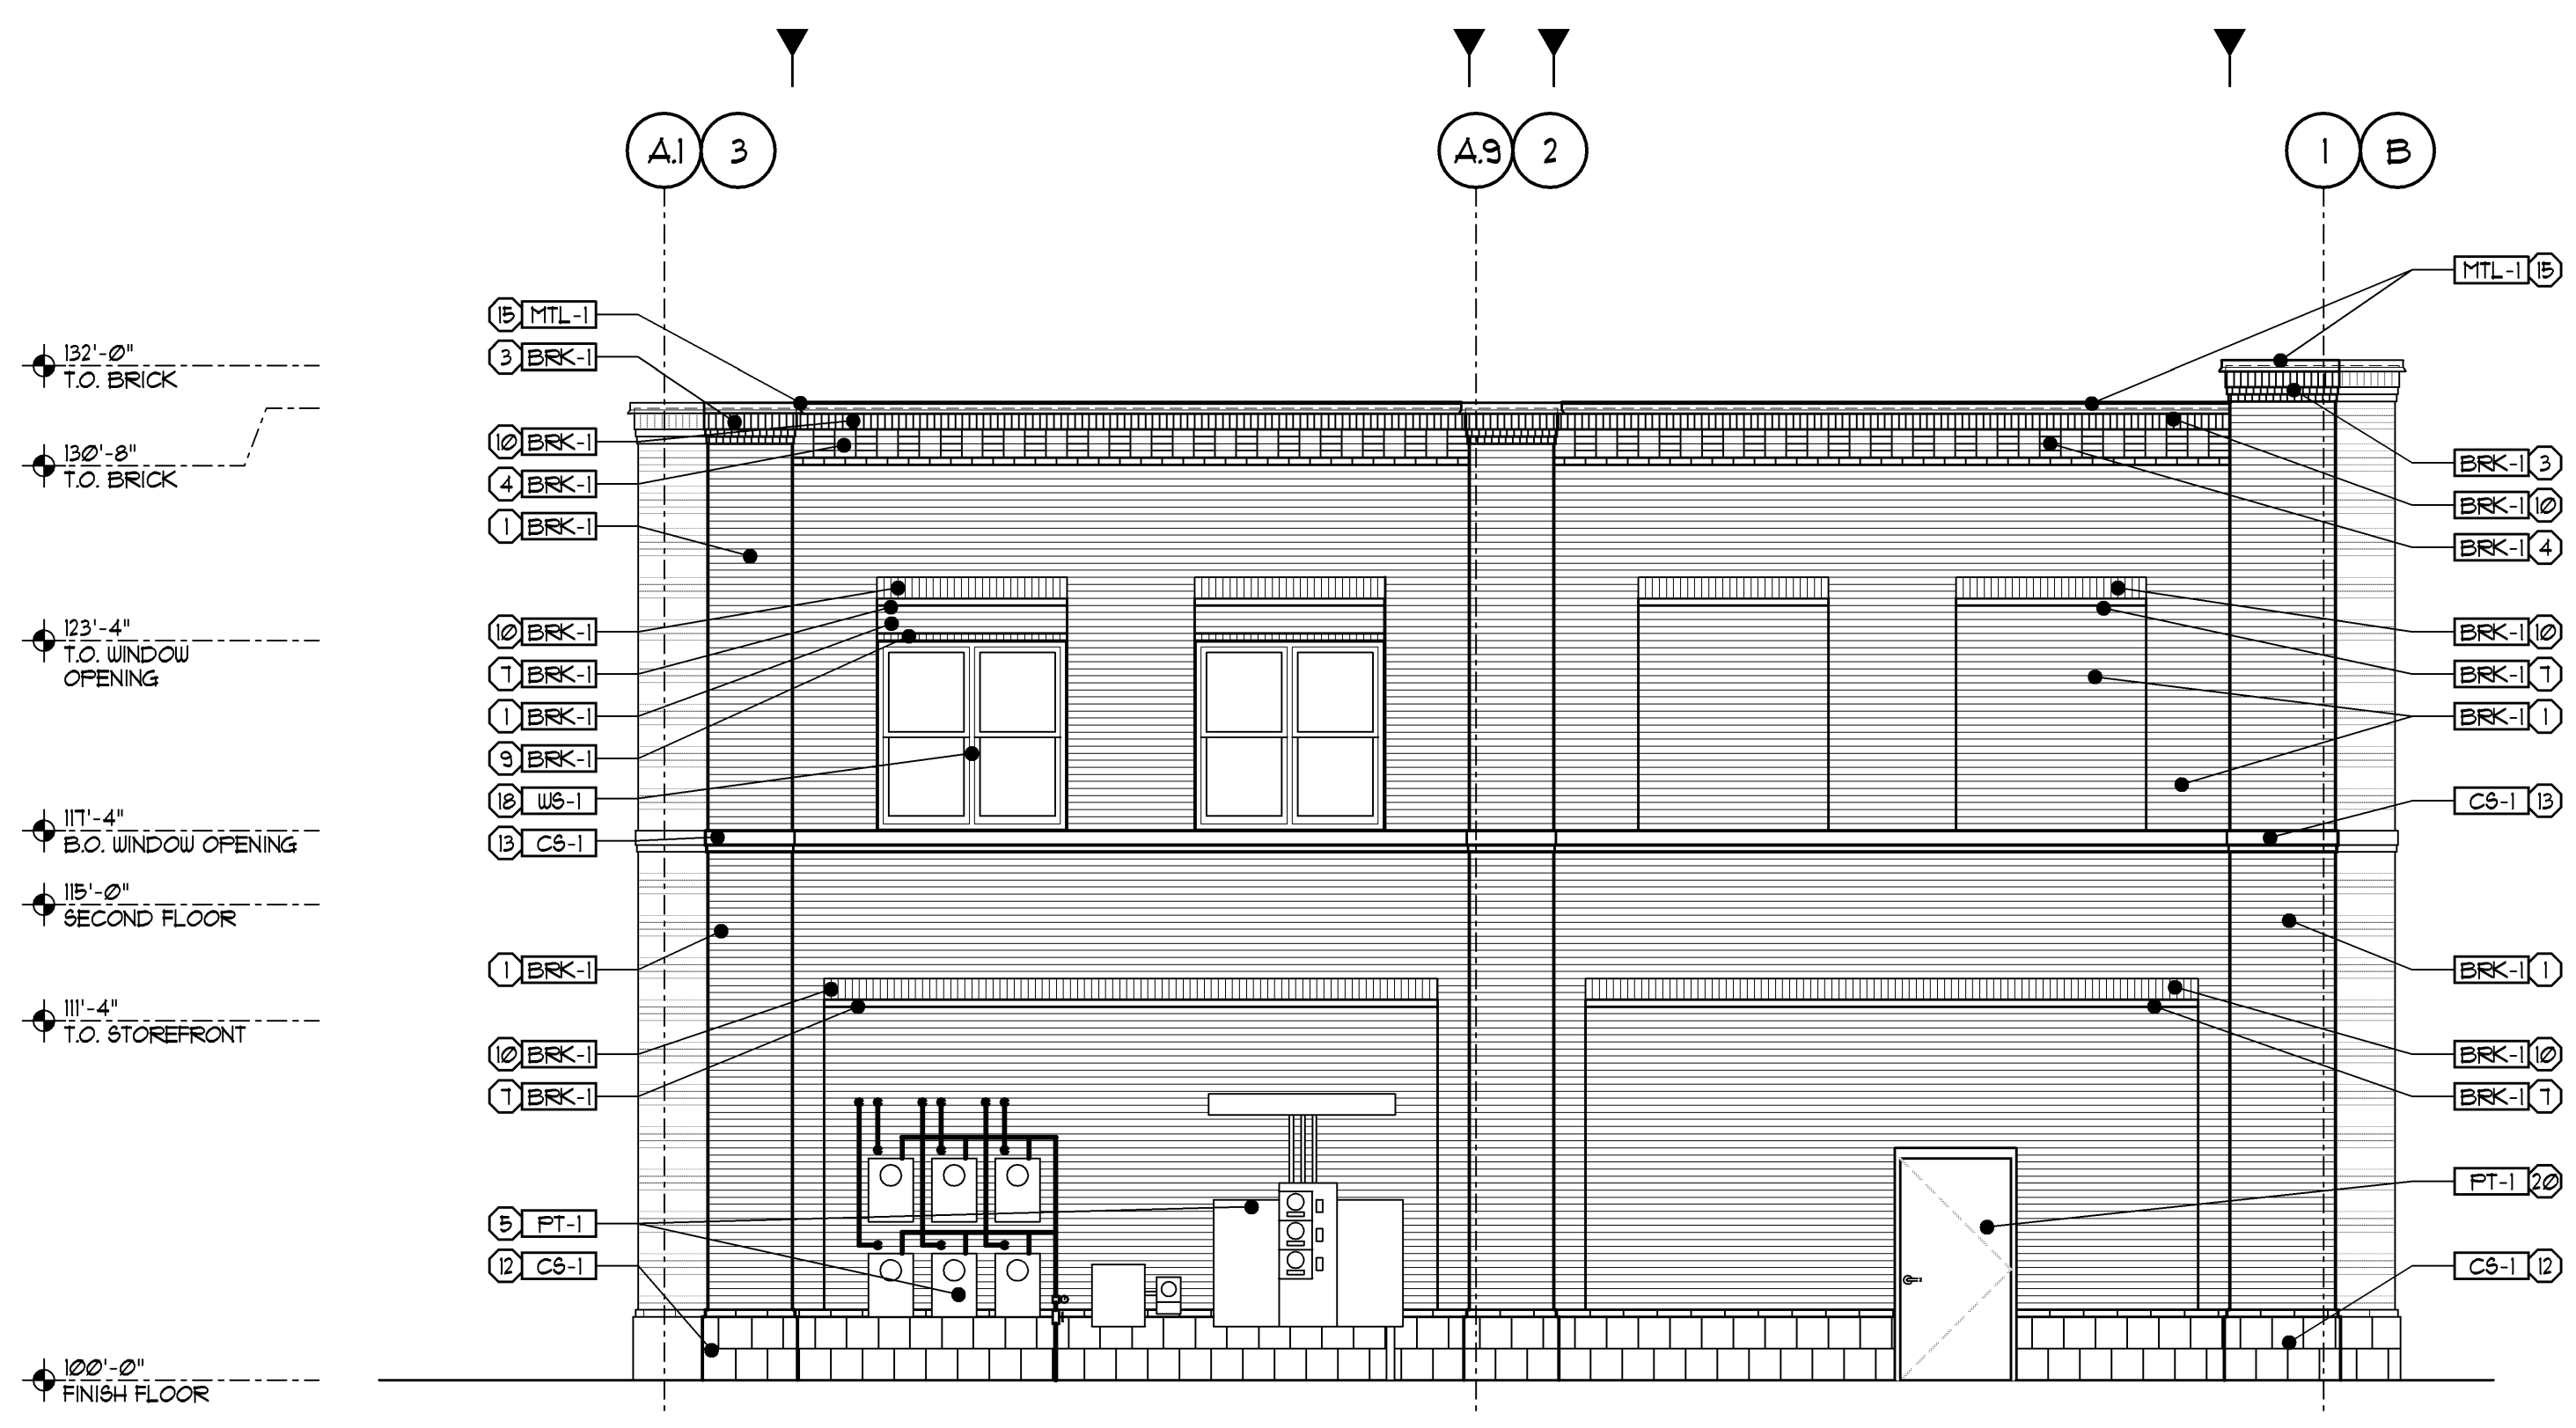 A.1 3 A.9 2 1 B
132'-0"
T.O. BRICK
130'-8"
T.O. BRICK
123'-4"
T.O. WINDOW
OPENING
117'-4"
B.O. WINDOW OPENING
115'-0"
SECOND FLOOR
111'-4"
T.O. STOREFRONT
100'-0"
FINISH FLOOR
15 MTL-1
3 BRK-1
10 BRK-1
4 BRK-1
1 BRK-1
10 BRK-1
7 BRK-1
1 BRK-1
9 BRK-1
18 WS-1
13 CS-1
1 BRK-1
10 BRK-1
7 BRK-1
5 PT-1
12 CS-1
MTL-1 15
BRK-1 3
BRK-1 10
BRK-1 4
BRK-1 10
BRK-1 7
BRK-1 1
CS-1 13
BRK-1 1
BRK-1 10
BRK-1 7
PT-1 20
CS-1 12